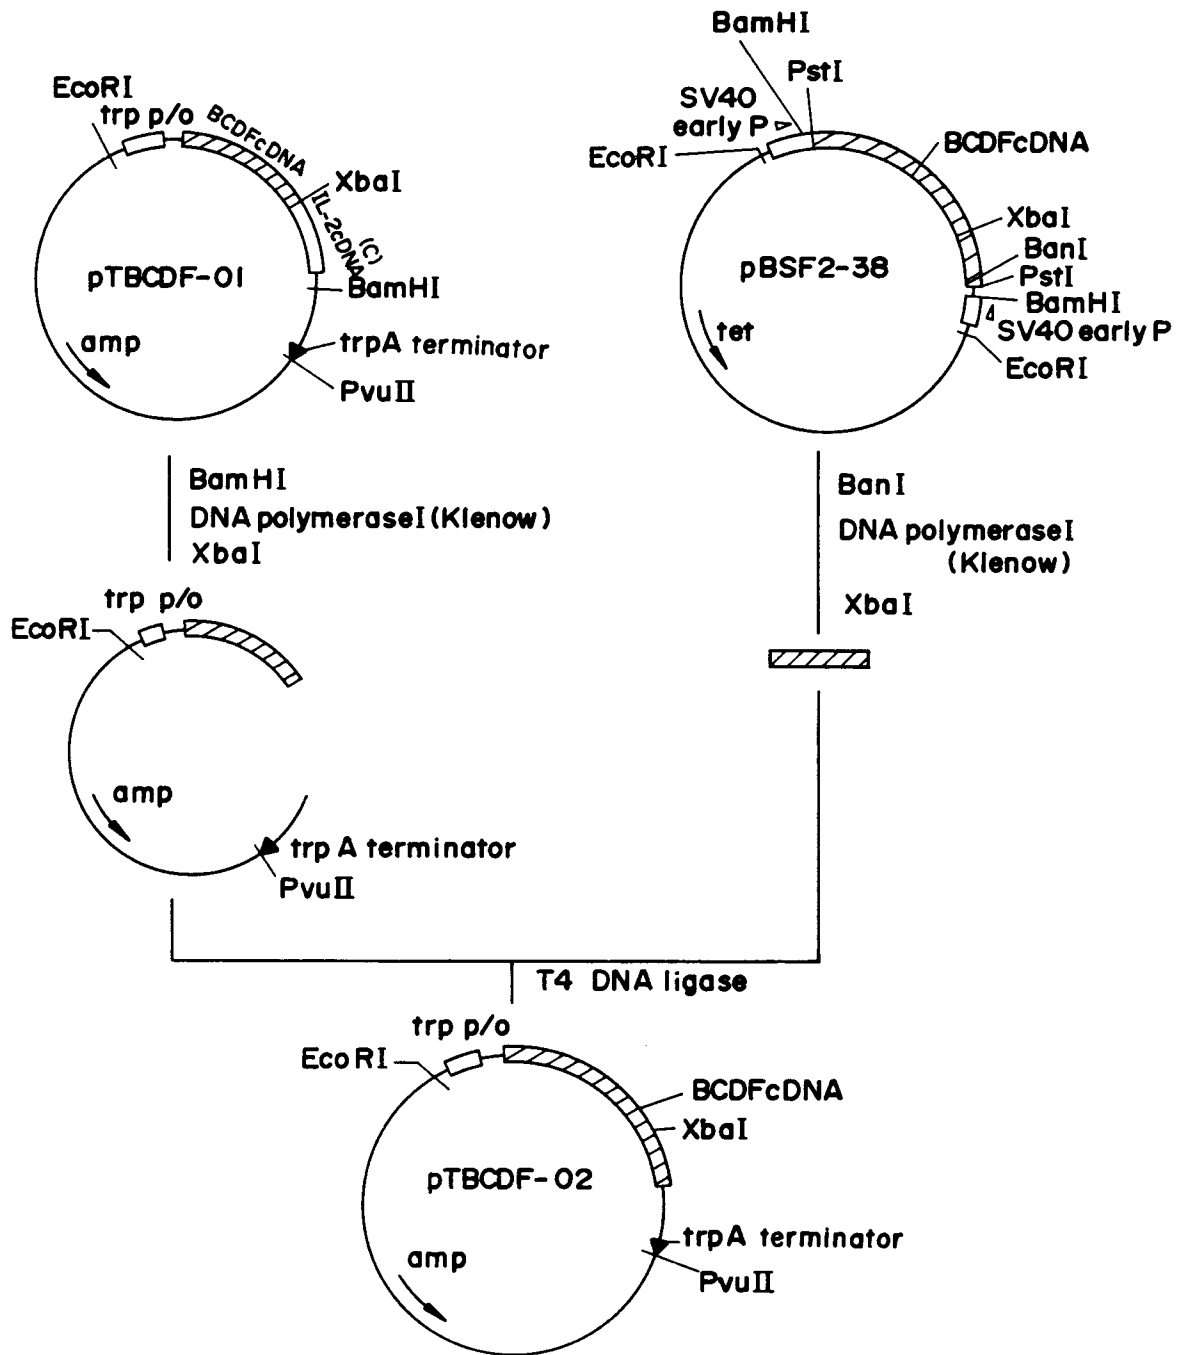 EcoRI
trp p/o
BCDFcDNA
XbaI
IL-2cDNA
(C)
pTBCDF-01
BamHI
amp
trpA terminator
PvuII
BamHI
PstI
SV40
early P
EcoRI
BCDFcDNA
XbaI
BanI
PstI
BamHI
pBSF2-38
tet
SV40 early P
EcoRI
BamHI
DNA polymeraseI (Klenow)
XbaI
BanI
DNA polymeraseI
(Klenow)
XbaI
trp p/o
EcoRI
amp
trpA terminator
PvuII
T4 DNA ligase
trp p/o
EcoRI
BCDFcDNA
XbaI
pTBCDF-02
trpA terminator
amp
PvuII